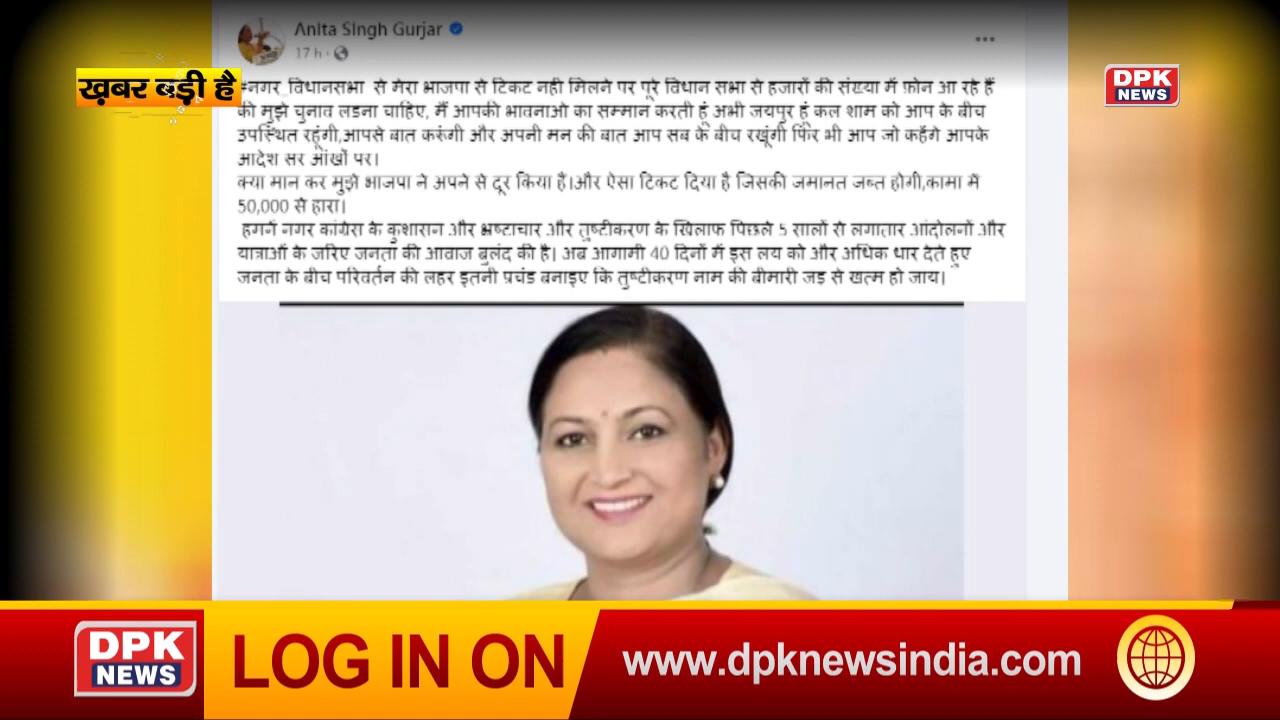 Anita Singh Gurjar
17 h
ख़बर बड़ी है
DPK
NEWS
#नगर_विधानसभा से मेरा भाजपा से टिकट नही मिलने पर पूरे विधान सभा से हजारों की संख्या में फ़ोन आ रहे हैं
की मुझे चुनाव लडना चाहिए, मैं आपकी भावनाओ का सम्मान करती हूं अभी जयपुर हूं कल शाम को आप के बीच
उपस्थित रहूंगी,आपसे बात करूंगी और अपनी मन की बात आप सब के बीच रखूंगी फिर भी आप जो कहेंगे आपके
आदेश सर आंखों पर।
क्या मान कर मुझे भाजपा ने अपने से दूर किया हैं।और ऐसा टिकट दिया है जिसकी जमानत जब्त होगी,कामा में
50,000 से हारा।
हमने नगर कांग्रेस के कुशासन और भ्रष्टाचार और तुष्टीकरण के खिलाफ पिछले 5 सालों से लगातार आंदोलनों और
यात्राओं के जरिए जनता की आवाज बुलंद की है। अब आगामी 40 दिनों में इस लय को और अधिक धार देते हुए
जनता के बीच परिवर्तन की लहर इतनी प्रचंड बनाइए कि तुष्टीकरण नाम की बीमारी जड़ से खत्म हो जाय।
DPK
NEWS
LOG IN ON
www.dpknewsindia.com